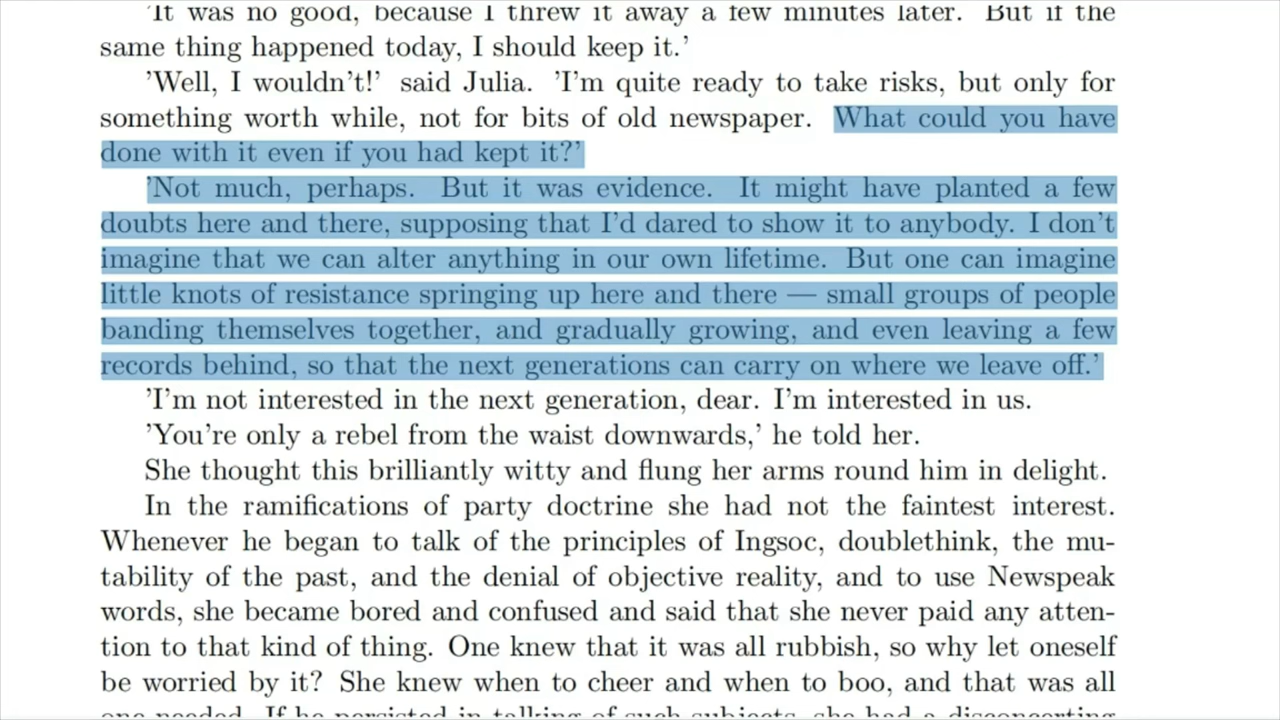 'It was no good, because I threw it away a few minutes later. But if the
same thing happened today, I should keep it.'
'Well, I wouldn't!' said Julia. 'I'm quite ready to take risks, but only for
something worth while, not for bits of old newspaper. What could you have
done with it even if you had kept it?'
'Not much, perhaps. But it was evidence. It might have planted a few
doubts here and there, supposing that I'd dared to show it to anybody. I don't
imagine that we can alter anything in our own lifetime. But one can imagine
little knots of resistance springing up here and there — small groups of people
banding themselves together, and gradually growing, and even leaving a few
records behind, so that the next generations can carry on where we leave off.'
'I'm not interested in the next generation, dear. I'm interested in us.
'You're only a rebel from the waist downwards,' he told her.
She thought this brilliantly witty and flung her arms round him in delight.
In the ramifications of party doctrine she had not the faintest interest.
Whenever he began to talk of the principles of Ingsoc, doublethink, the mu-
tability of the past, and the denial of objective reality, and to use Newspeak
words, she became bored and confused and said that she never paid any atten-
tion to that kind of thing. One knew that it was all rubbish, so why let oneself
be worried by it? She knew when to cheer and when to boo, and that was all
one needed. If he persisted in talking of such subjects, she had a disconcerting